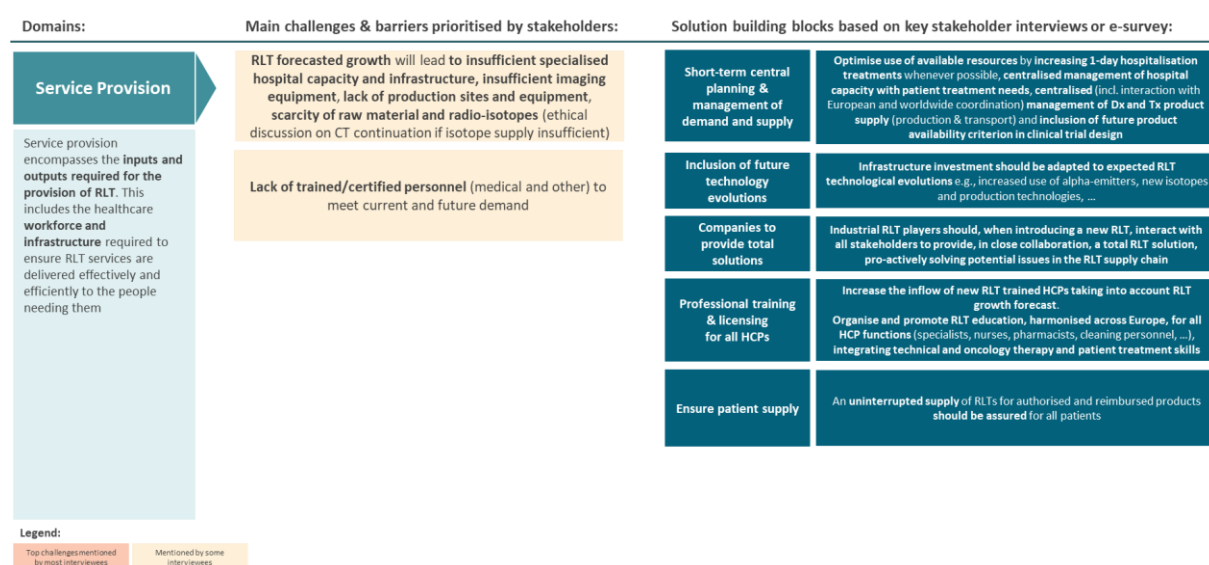 Domains:
Main challenges & barriers prioritised by stakeholders:
Solution building blocks based on key stakeholder interviews or e-survey:
Service Provision
Service provision
encompasses the inputs and
outputs required for the
provision of RLT. This
includes the healthcare
workforce and
infrastructure required to
ensure RLT services are
delivered effectively and
efficiently to the people
needing them
RLT forecasted growth will lead to insufficient specialised
hospital capacity and infrastructure, insufficient imaging
equipment, lack of production sites and equipment,
scarcity of raw material and radio-isotopes (ethical
discussion on CT continuation if isotope supply insufficient)
Lack of trained/certified personnel (medical and other) to
meet current and future demand
Short-term central
planning &
management of
demand and supply
Optimise use of available resources by increasing 1-day hospitalisation
treatments whenever possible, centralised management of hospital
capacity with patient treatment needs, centralised (incl. interaction with
European and worldwide coordination) management of Dx and Tx product
supply (production & transport) and inclusion of future product
availability criterion in clinical trial design
Inclusion of future
technology
evolutions
Infrastructure investment should be adapted to expected RLT
technological evolutions e.g., increased use of alpha-emitters, new isotopes
and production technologies, ...
Companies to
provide total
solutions
Industrial RLT players should, when introducing a new RLT, interact with
all stakeholders to provide, in close collaboration, a total RLT solution,
pro-actively solving potential issues in the RLT supply chain
Professional training
& licensing
for all HCPs
Increase the inflow of new RLT trained HCPs taking into account RLT
growth forecast.
Organise and promote RLT education, harmonised across Europe, for all
HCP functions (specialists, nurses, pharmacists, cleaning personnel, ...),
integrating technical and oncology therapy and patient treatment skills
Ensure patient supply
An uninterrupted supply of RLTs for authorised and reimbursed products
should be assured for all patients
Legend:
Top challenges mentioned
by most interviewees
Mentioned by some
interviewees